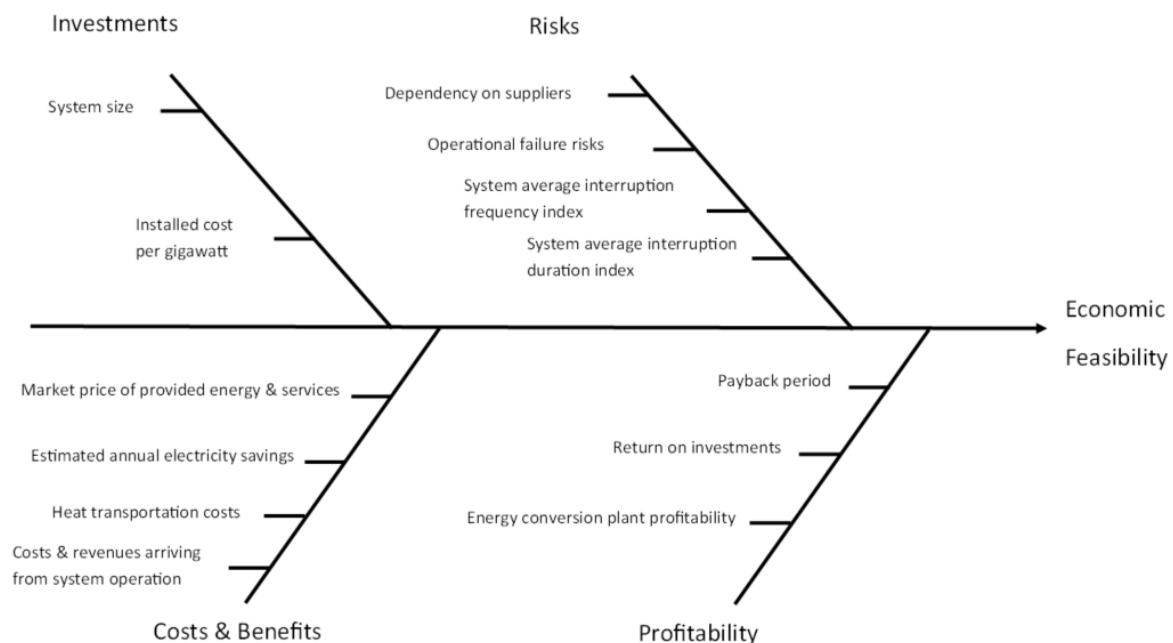 Investments
Risks
System size
Dependency on suppliers
Operational failure risks
System average interruption
frequency index
Installed cost
per gigawatt
System average interruption
duration index
Economic
Feasibility
Market price of provided energy & services
Payback period
Estimated annual electricity savings
Return on investments
Heat transportation costs
Energy conversion plant profitability
Costs & revenues arriving
from system operation
Costs & Benefits
Profitability